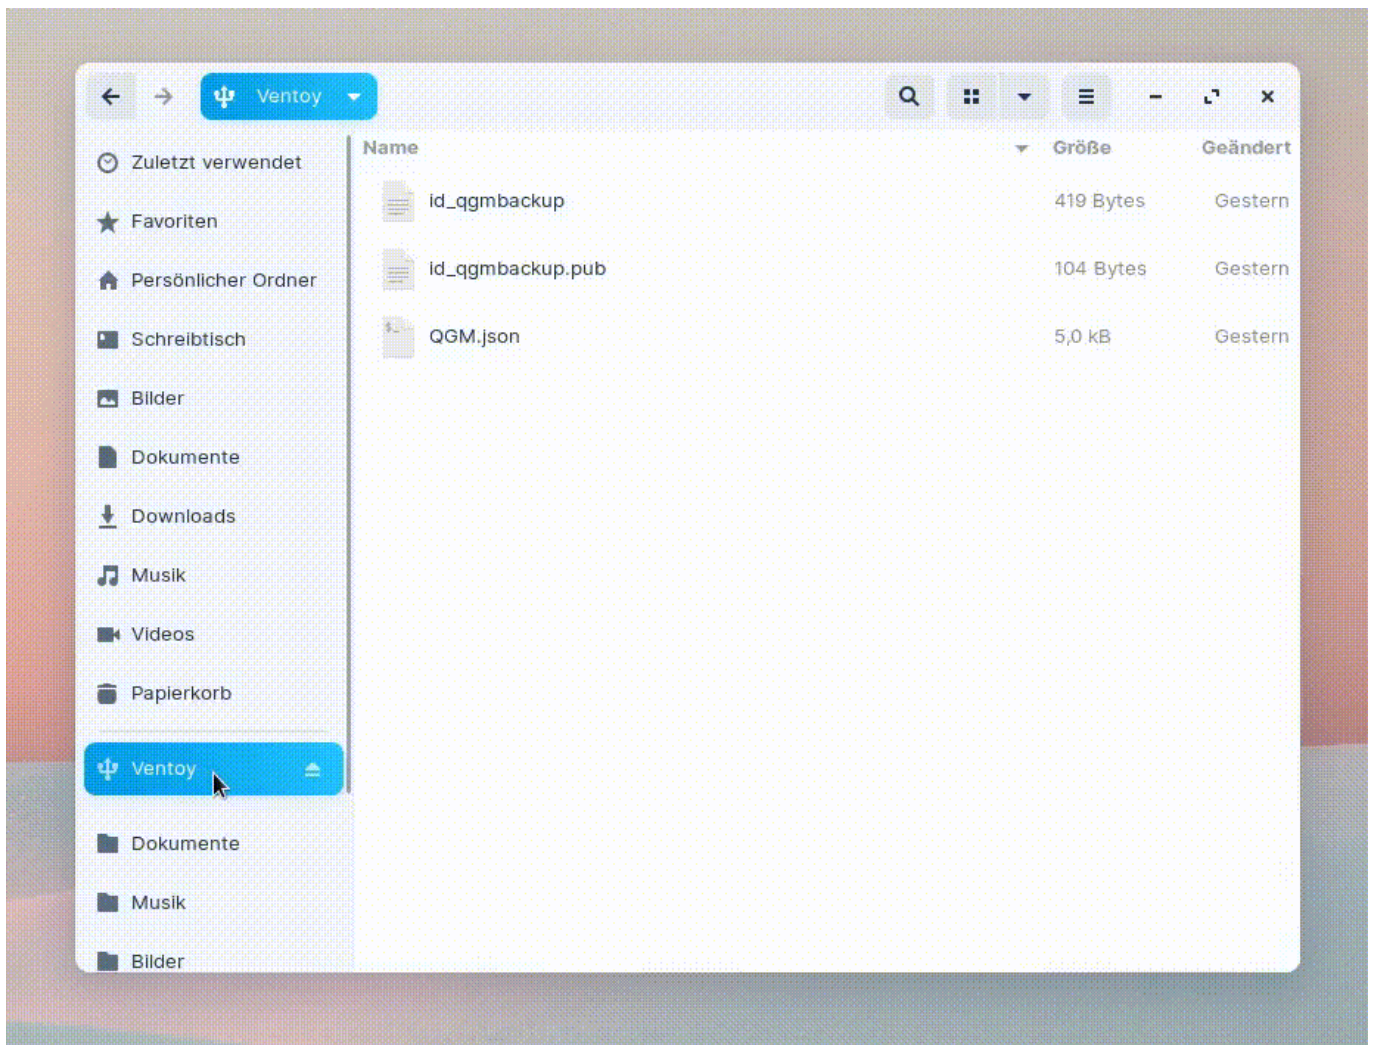 Ventoy
Zuletzt verwendet
Favoriten
Persönlicher Ordner
Schreibtisch
Bilder
Dokumente
Downloads
Musik
Videos
Papierkorb
Ventoy
Dokumente
Musik
Bilder
Name Größe Geändert
id_qgmbackup 419 Bytes Gestern
id_qgmbackup.pub 104 Bytes Gestern
QGM.json 5,0 kB Gestern